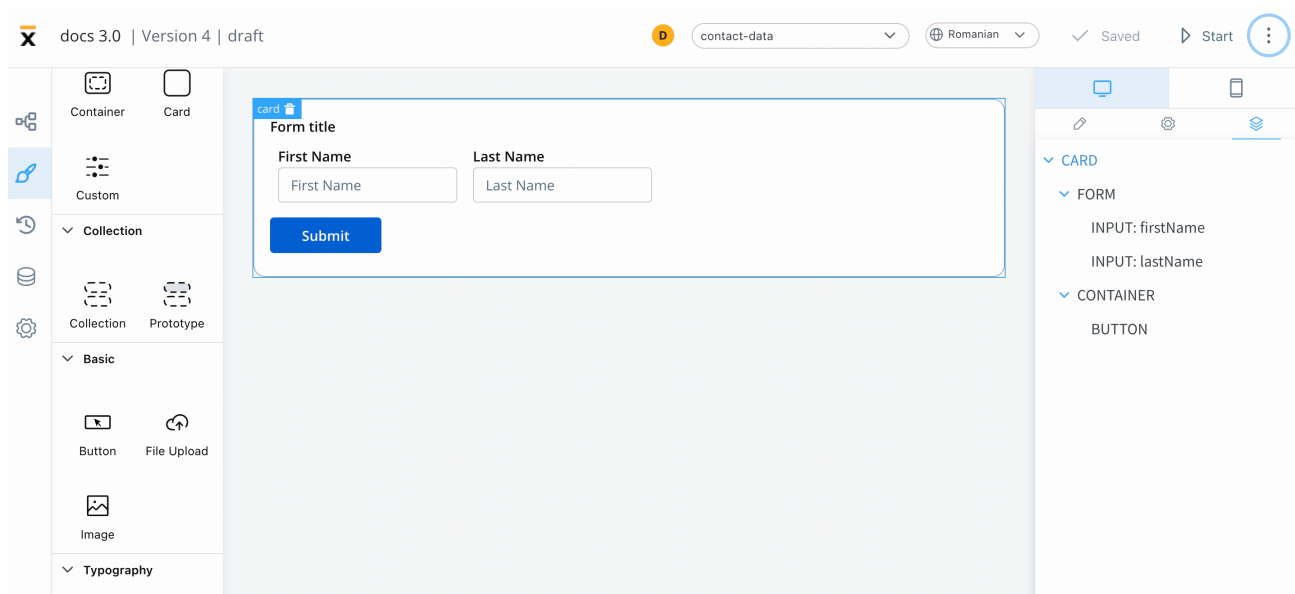 docs 3.0 | Version 4 | draft
D
contact-data
Romanian
Saved
Start
Container
Card
Custom
Collection
Collection
Prototype
Basic
Button
File Upload
Image
Typography
card
Form title
First Name
Last Name
First Name
Last Name
Submit
CARD
FORM
INPUT: firstName
INPUT: lastName
CONTAINER
BUTTON